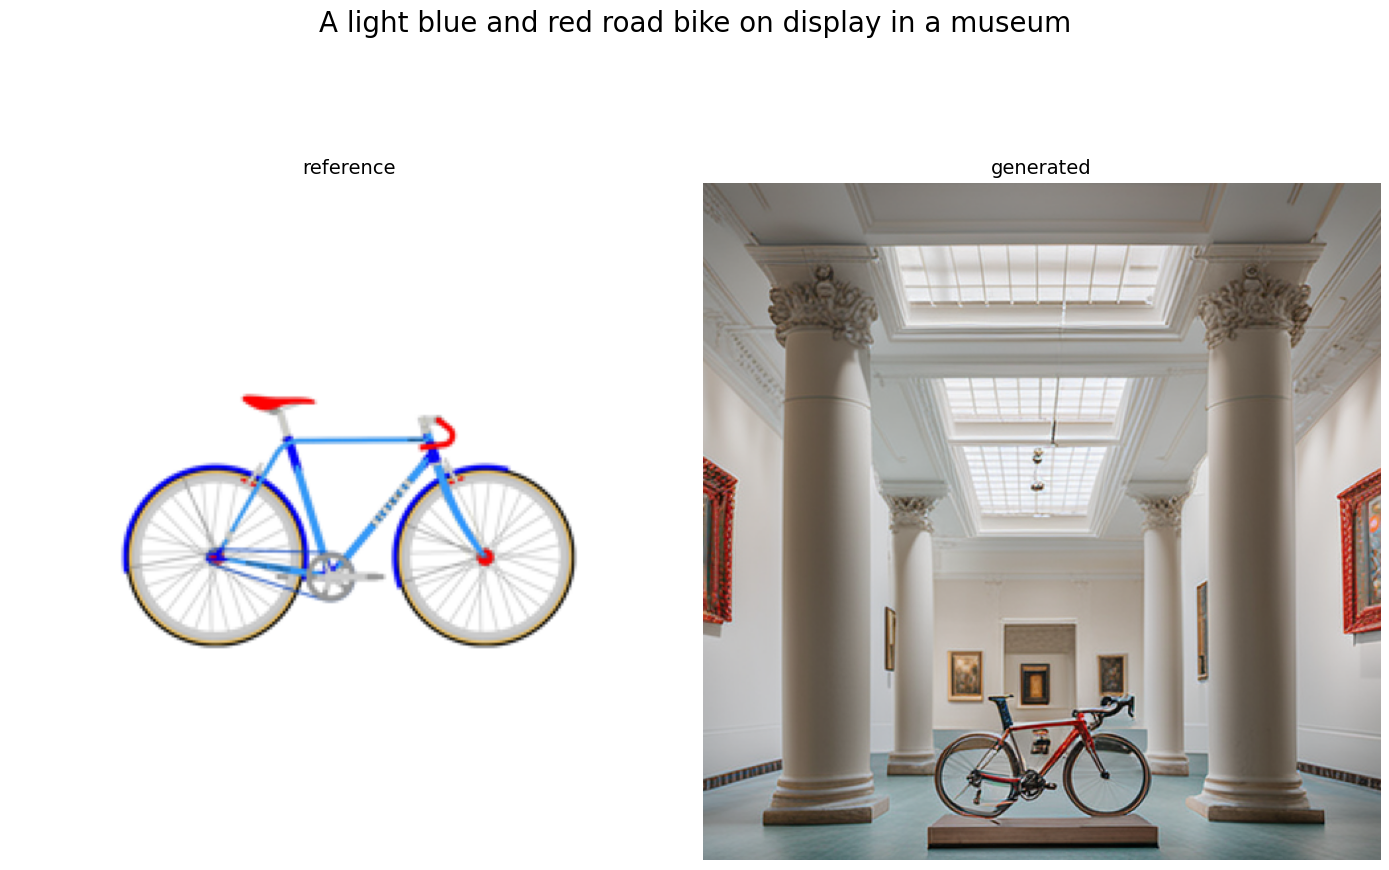 A light blue and red road bike on display in a museum
reference
generated